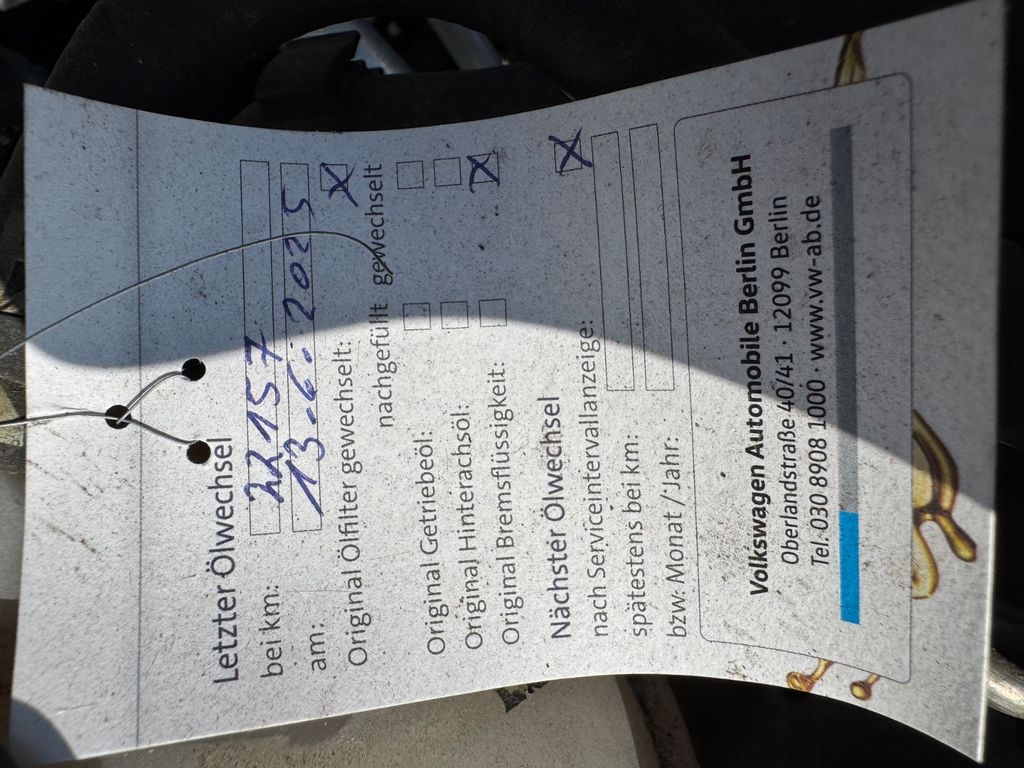 Letzter Ölwechsel
bei km: 22157
am: 13.6.2025
Original Ölfilter gewechselt: X
nachgefüllt gewechselt
Original Getriebeöl:
Original Hinterachsöl:
Original Bremsflüssigkeit: X
Nächster Ölwechsel
nach Serviceintervallanzeige: X
spätestens bei km:
bzw. Monat/Jahr:
Volkswagen Automobile Berlin GmbH
Oberlandstraße 40/41 · 12099 Berlin
Tel. 030 8908 1000 · www.vw-ab.de